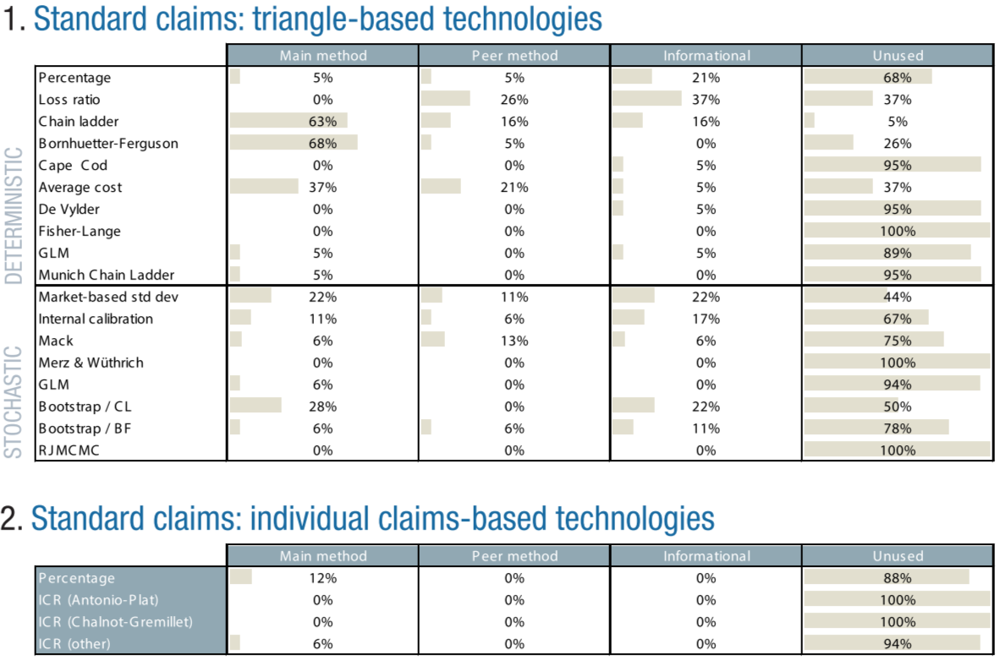 1. Standard claims: triangle-based technologies
Main method Peer method Informational Unused
DETERMINISTIC
Percentage 5% 5% 21% 68%
Loss ratio 0% 26% 37% 37%
Chain ladder 63% 16% 16% 5%
Bornhuetter-Ferguson 68% 5% 0% 26%
Cape Cod 0% 0% 5% 95%
Average cost 37% 21% 5% 37%
De Vylder 0% 0% 5% 95%
Fisher-Lange 0% 0% 0% 100%
GLM 5% 0% 5% 89%
Munich Chain Ladder 5% 0% 0% 95%
STOCHASTIC
Market-based std dev 22% 11% 22% 44%
Internal calibration 11% 6% 17% 67%
Mack 6% 13% 6% 75%
Merz & Wüthrich 0% 0% 0% 100%
GLM 6% 0% 0% 94%
Bootstrap / CL 28% 0% 22% 50%
Bootstrap / BF 6% 6% 11% 78%
RJMCMC 0% 0% 0% 100%
2. Standard claims: individual claims-based technologies
Main method Peer method Informational Unused
Percentage 12% 0% 0% 88%
ICR (Antonio-Plat) 0% 0% 0% 100%
ICR (Chalnot-Gremillet) 0% 0% 0% 100%
ICR (other) 6% 0% 0% 94%